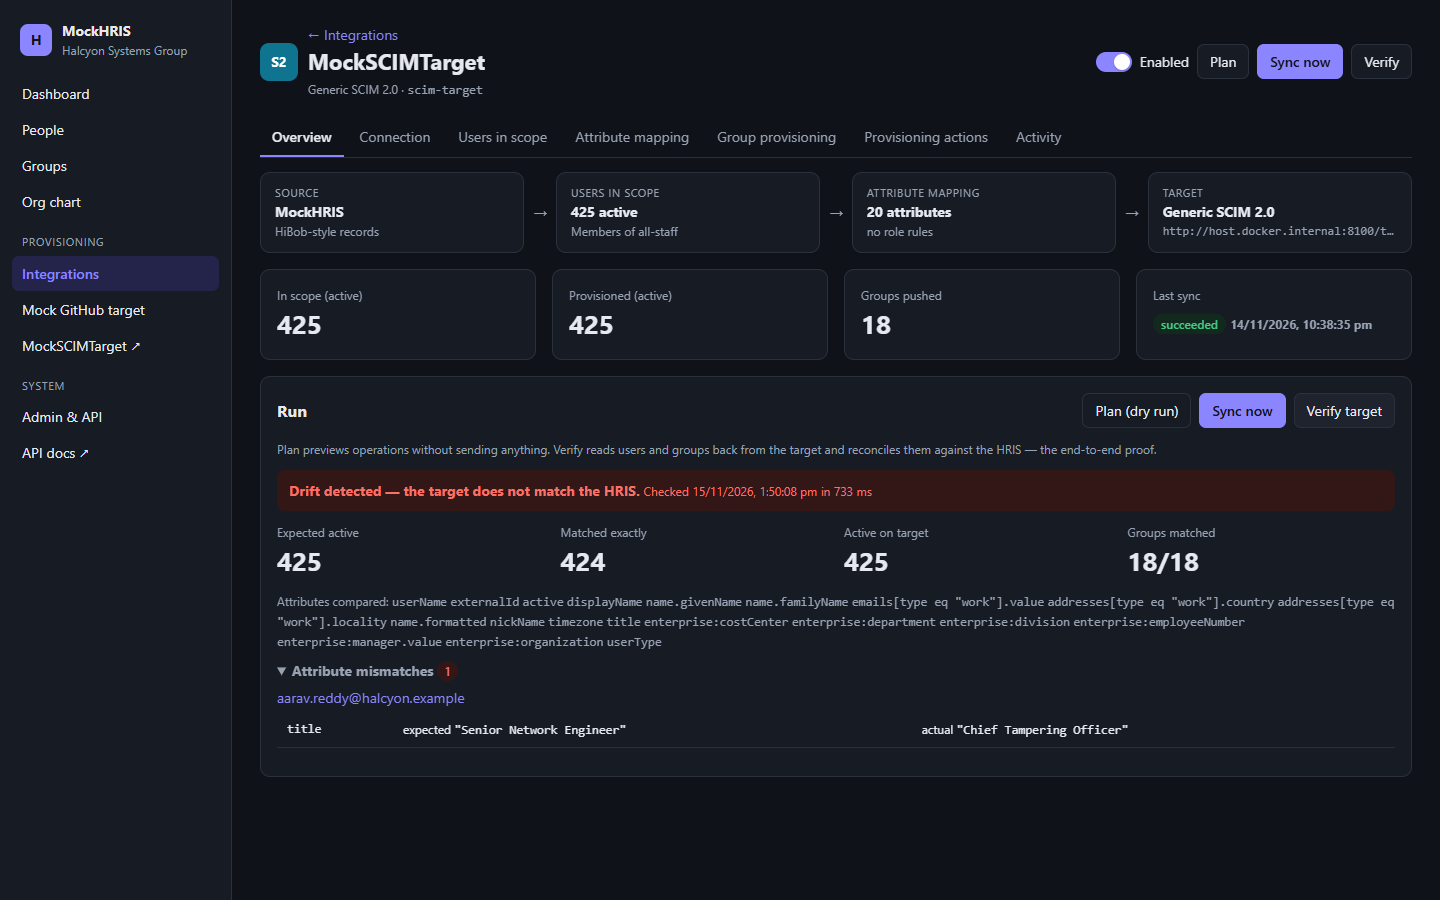 H
MockHRIS
Halcyon Systems Group
Dashboard
People
Groups
Org chart
PROVISIONING
Integrations
Mock GitHub target
MockSCIMTarget ↗
SYSTEM
Admin & API
API docs ↗
← Integrations
S2
MockSCIMTarget
Generic SCIM 2.0 · scim-target
Enabled
Plan
Sync now
Verify
Overview
Connection
Users in scope
Attribute mapping
Group provisioning
Provisioning actions
Activity
SOURCE
MockHRIS
HiBob-style records
→
USERS IN SCOPE
425 active
Members of all-staff
→
ATTRIBUTE MAPPING
20 attributes
no role rules
→
TARGET
Generic SCIM 2.0
http://host.docker.internal:8100/t…
In scope (active)
425
Provisioned (active)
425
Groups pushed
18
Last sync
succeeded 14/11/2026, 10:38:35 pm
Run
Plan (dry run)
Sync now
Verify target
Plan previews operations without sending anything. Verify reads users and groups back from the target and reconciles them against the HRIS — the end-to-end proof.
Drift detected — the target does not match the HRIS. Checked 15/11/2026, 1:50:08 pm in 733 ms
Expected active
425
Matched exactly
424
Active on target
425
Groups matched
18/18
Attributes compared: userName externalId active displayName name.givenName name.familyName emails[type eq "work"].value addresses[type eq "work"].country addresses[type eq
"work"].locality name.formatted nickName timezone title enterprise:costCenter enterprise:department enterprise:division enterprise:employeeNumber
enterprise:manager.value enterprise:organization userType
▼ Attribute mismatches 1
aarav.reddy@halcyon.example
title expected "Senior Network Engineer" actual "Chief Tampering Officer"